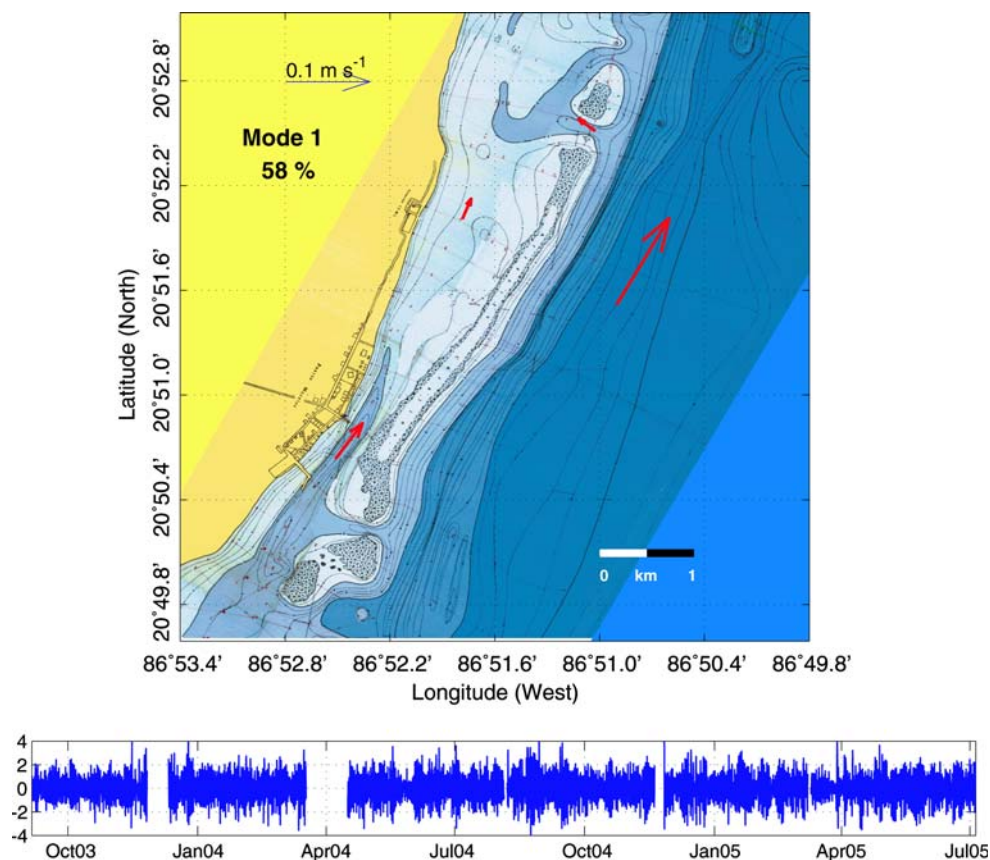 0.1 m s⁻¹
Mode 1
58 %
20°52.8'
20°52.2'
20°51.6'
20°51.0'
20°50.4'
20°49.8'
Latitude (North)
0 km 1
86°53.4' 86°52.8' 86°52.2' 86°51.6' 86°51.0' 86°50.4' 86°49.8'
Longitude (West)
4
2
0
-2
-4
Oct03 Jan04 Apr04 Jul04 Oct04 Jan05 Apr05 Jul05